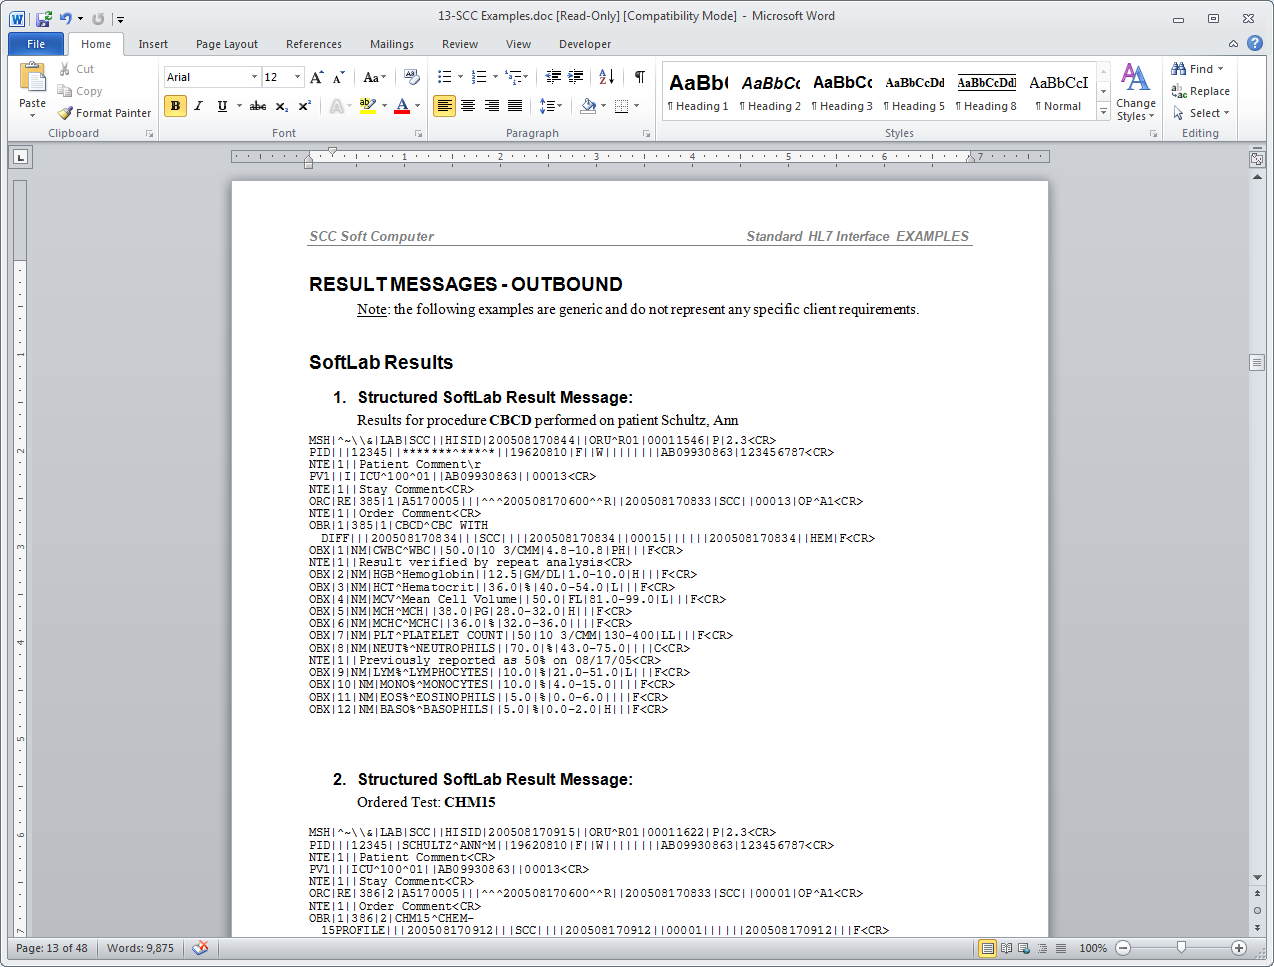 13-SCC Examples.doc [Read-Only] [Compatibility Mode] - Microsoft Word
File Home Insert Page Layout References Mailings Review View Developer
Paste
Cut
Copy
Format Painter
Clipboard
Arial 12
Aa
B I U abc x₂ x²
Font
Paragraph
AaBb( AaBbCc AaBbCc AaBbCcDd AaBbCcDd AaBbCcI
¶ Heading 1 ¶ Heading 2 ¶ Heading 3 ¶ Heading 5 ¶ Heading 8 ¶ Normal
Styles
Change
Styles
Find
Replace
Select
Editing
1 2 3 4 5 6 7
SCC Soft Computer Standard HL7 Interface EXAMPLES
RESULT MESSAGES - OUTBOUND
Note: the following examples are generic and do not represent any specific client requirements.
SoftLab Results
1. Structured SoftLab Result Message:
Results for procedure CBCD performed on patient Schultz, Ann
MSH|^~\\&|LAB|SCC||HISID|200508170844||ORU^R01|00011546|P|2.3<CR>
PID|||12345||*******^***^*||19620810|F||W||||||||AB09930863|123456787<CR>
NTE|1||Patient Comment\r
PV1||I|ICU^100^01||AB09930863||00013<CR>
NTE|1||Stay Comment<CR>
ORC|RE|385|1|A5170005|||^^^200508170600^^R||200508170833|SCC||00013|OP^A1<CR>
NTE|1||Order Comment<CR>
OBR|1|385|1|CBCD^CBC WITH
DIFF|||200508170834|||SCC||||200508170834||00015||||||200508170834||HEM|F<CR>
OBX|1|NM|CWBC^WBC||50.0|10 3/CMM|4.8-10.8|PH|||F<CR>
NTE|1||Result verified by repeat analysis<CR>
OBX|2|NM|HGB^Hemoglobin||12.5|GM/DL|1.0-10.0|H|||F<CR>
OBX|3|NM|HCT^Hematocrit||36.0|%|40.0-54.0|L|||F<CR>
OBX|4|NM|MCV^Mean Cell Volume||50.0|FL|81.0-99.0|L|||F<CR>
OBX|5|NM|MCH^MCH||38.0|PG|28.0-32.0|H|||F<CR>
OBX|6|NM|MCHC^MCHC||36.0|%|32.0-36.0||||F<CR>
OBX|7|NM|PLT^PLATELET COUNT||50|10 3/CMM|130-400|LL|||F<CR>
OBX|8|NM|NEUT%^NEUTROPHILS||70.0|%|43.0-75.0||||C<CR>
NTE|1||Previously reported as 50% on 08/17/05<CR>
OBX|9|NM|LYM%^LYMPHOCYTES||10.0|%|21.0-51.0|L|||F<CR>
OBX|10|NM|MONO%^MONOCYTES||10.0|%|4.0-15.0||||F<CR>
OBX|11|NM|EOS%^EOSINOPHILS||5.0|%|0.0-6.0||||F<CR>
OBX|12|NM|BASO%^BASOPHILS||5.0|%|0.0-2.0|H|||F<CR>
2. Structured SoftLab Result Message:
Ordered Test: CHM15
MSH|^~\\&|LAB|SCC||HISID|200508170915||ORU^R01|00011622|P|2.3<CR>
PID|||12345||SCHULTZ^ANN^M||19620810|F||W||||||||AB09930863|123456787<CR>
NTE|1||Patient Comment<CR>
PV1|||ICU^100^01||AB09930863||00013<CR>
NTE|1||Stay Comment<CR>
ORC|RE|386|2|A5170005|||^^^200508170600^^R||200508170833|SCC||00001|OP^A1<CR>
NTE|1||Order Comment<CR>
OBR|1|386|2|CHM15^CHEM-
15PROFILE|||200508170912|||SCC||||200508170912||00001||||||200508170912|||F<CR>
Page: 13 of 48 Words: 9,875 100%